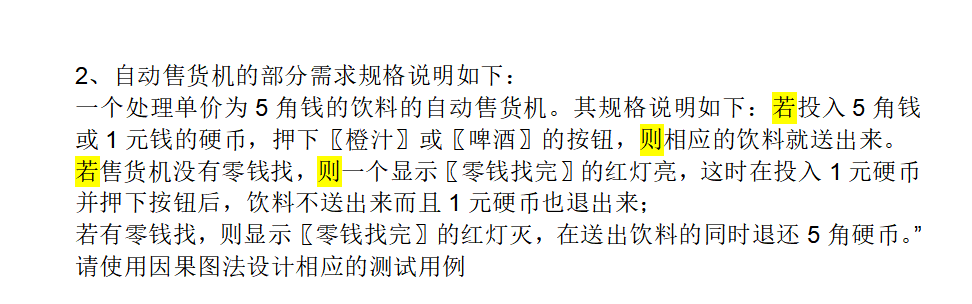 2、自动售货机的部分需求规格说明如下：
一个处理单价为 5 角钱的饮料的自动售货机。其规格说明如下：若投入 5 角钱
或 1 元钱的硬币，押下〖橙汁〗或〖啤酒〗的按钮，则相应的饮料就送出来。
若售货机没有零钱找，则一个显示〖零钱找完〗的红灯亮，这时在投入 1 元硬币
并押下按钮后，饮料不送出来而且 1 元硬币也退出来；
若有零钱找，则显示〖零钱找完〗的红灯灭，在送出饮料的同时退还 5 角硬币。”
请使用因果图法设计相应的测试用例